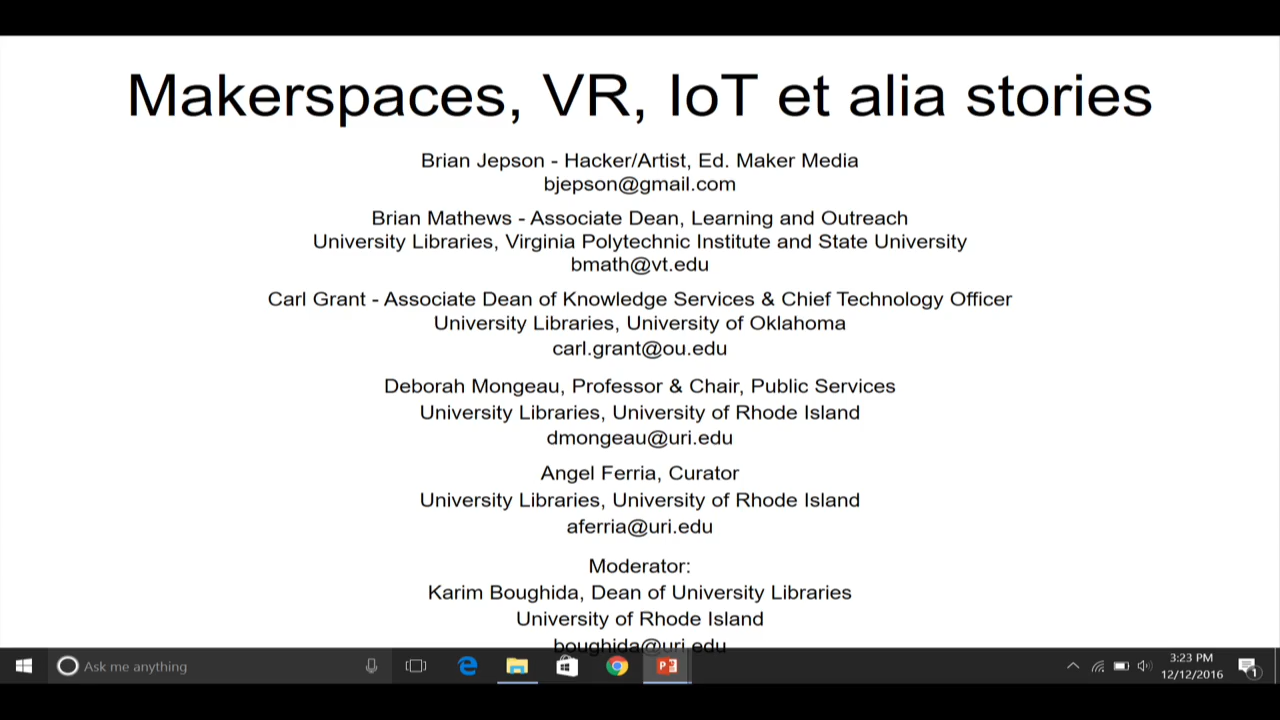 Makerspaces, VR, IoT et alia stories
Brian Jepson - Hacker/Artist, Ed. Maker Media
bjepson@gmail.com
Brian Mathews - Associate Dean, Learning and Outreach
University Libraries, Virginia Polytechnic Institute and State University
bmath@vt.edu
Carl Grant - Associate Dean of Knowledge Services & Chief Technology Officer
University Libraries, University of Oklahoma
carl.grant@ou.edu
Deborah Mongeau, Professor & Chair, Public Services
University Libraries, University of Rhode Island
dmongeau@uri.edu
Angel Ferria, Curator
University Libraries, University of Rhode Island
aferria@uri.edu
Moderator:
Karim Boughida, Dean of University Libraries
University of Rhode Island
boughida@uri.edu
Ask me anything
3:23 PM
12/12/2016
1